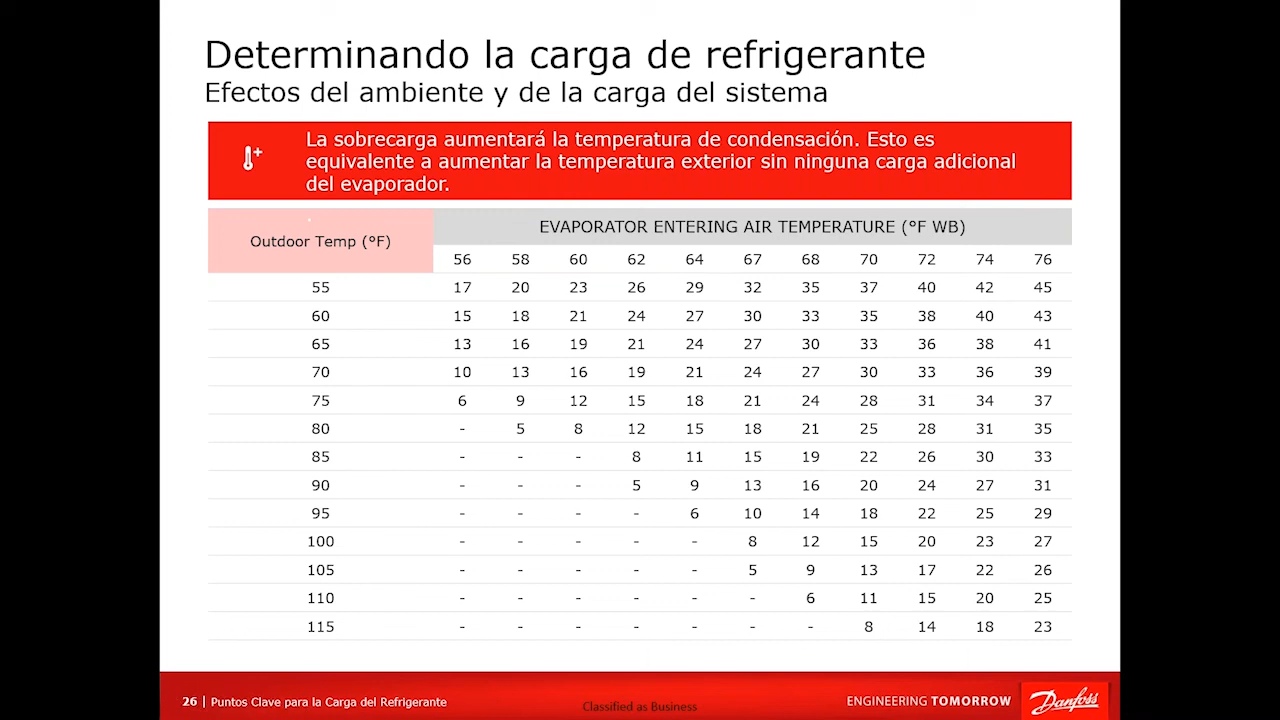 Determinando la carga de refrigerante
Efectos del ambiente y de la carga del sistema
La sobrecarga aumentará la temperatura de condensación. Esto es
equivalente a aumentar la temperatura exterior sin ninguna carga adicional
del evaporador.
Outdoor Temp (°F)
EVAPORATOR ENTERING AIR TEMPERATURE (°F WB)
56 58 60 62 64 67 68 70 72 74 76
55 17 20 23 26 29 32 35 37 40 42 45
60 15 18 21 24 27 30 33 35 38 40 43
65 13 16 19 21 24 27 30 33 36 38 41
70 10 13 16 19 21 24 27 30 33 36 39
75 6 9 12 15 18 21 24 28 31 34 37
80 - 5 8 12 15 18 21 25 28 31 35
85 - - - 8 11 15 19 22 26 30 33
90 - - - 5 9 13 16 20 24 27 31
95 - - - - 6 10 14 18 22 25 29
100 - - - - - 8 12 15 20 23 27
105 - - - - - 5 9 13 17 22 26
110 - - - - - - 6 11 15 20 25
115 - - - - - - - 8 14 18 23
26 | Puntos Clave para la Carga del Refrigerante
Classified as Business
ENGINEERING TOMORROW
Danfoss